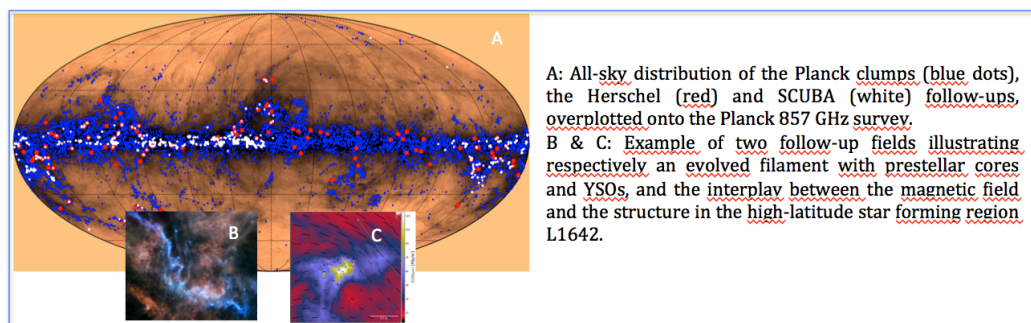 A
A: All-sky distribution of the Planck clumps (blue dots),
the Herschel (red) and SCUBA (white) follow-ups,
overplotted onto the Planck 857 GHz survey.
B & C: Example of two follow-up fields illustrating
respectively an evolved filament with prestellar cores
and YSOs, and the interplay between the magnetic field
and the structure in the high-latitude star forming region
L1642.
B
C